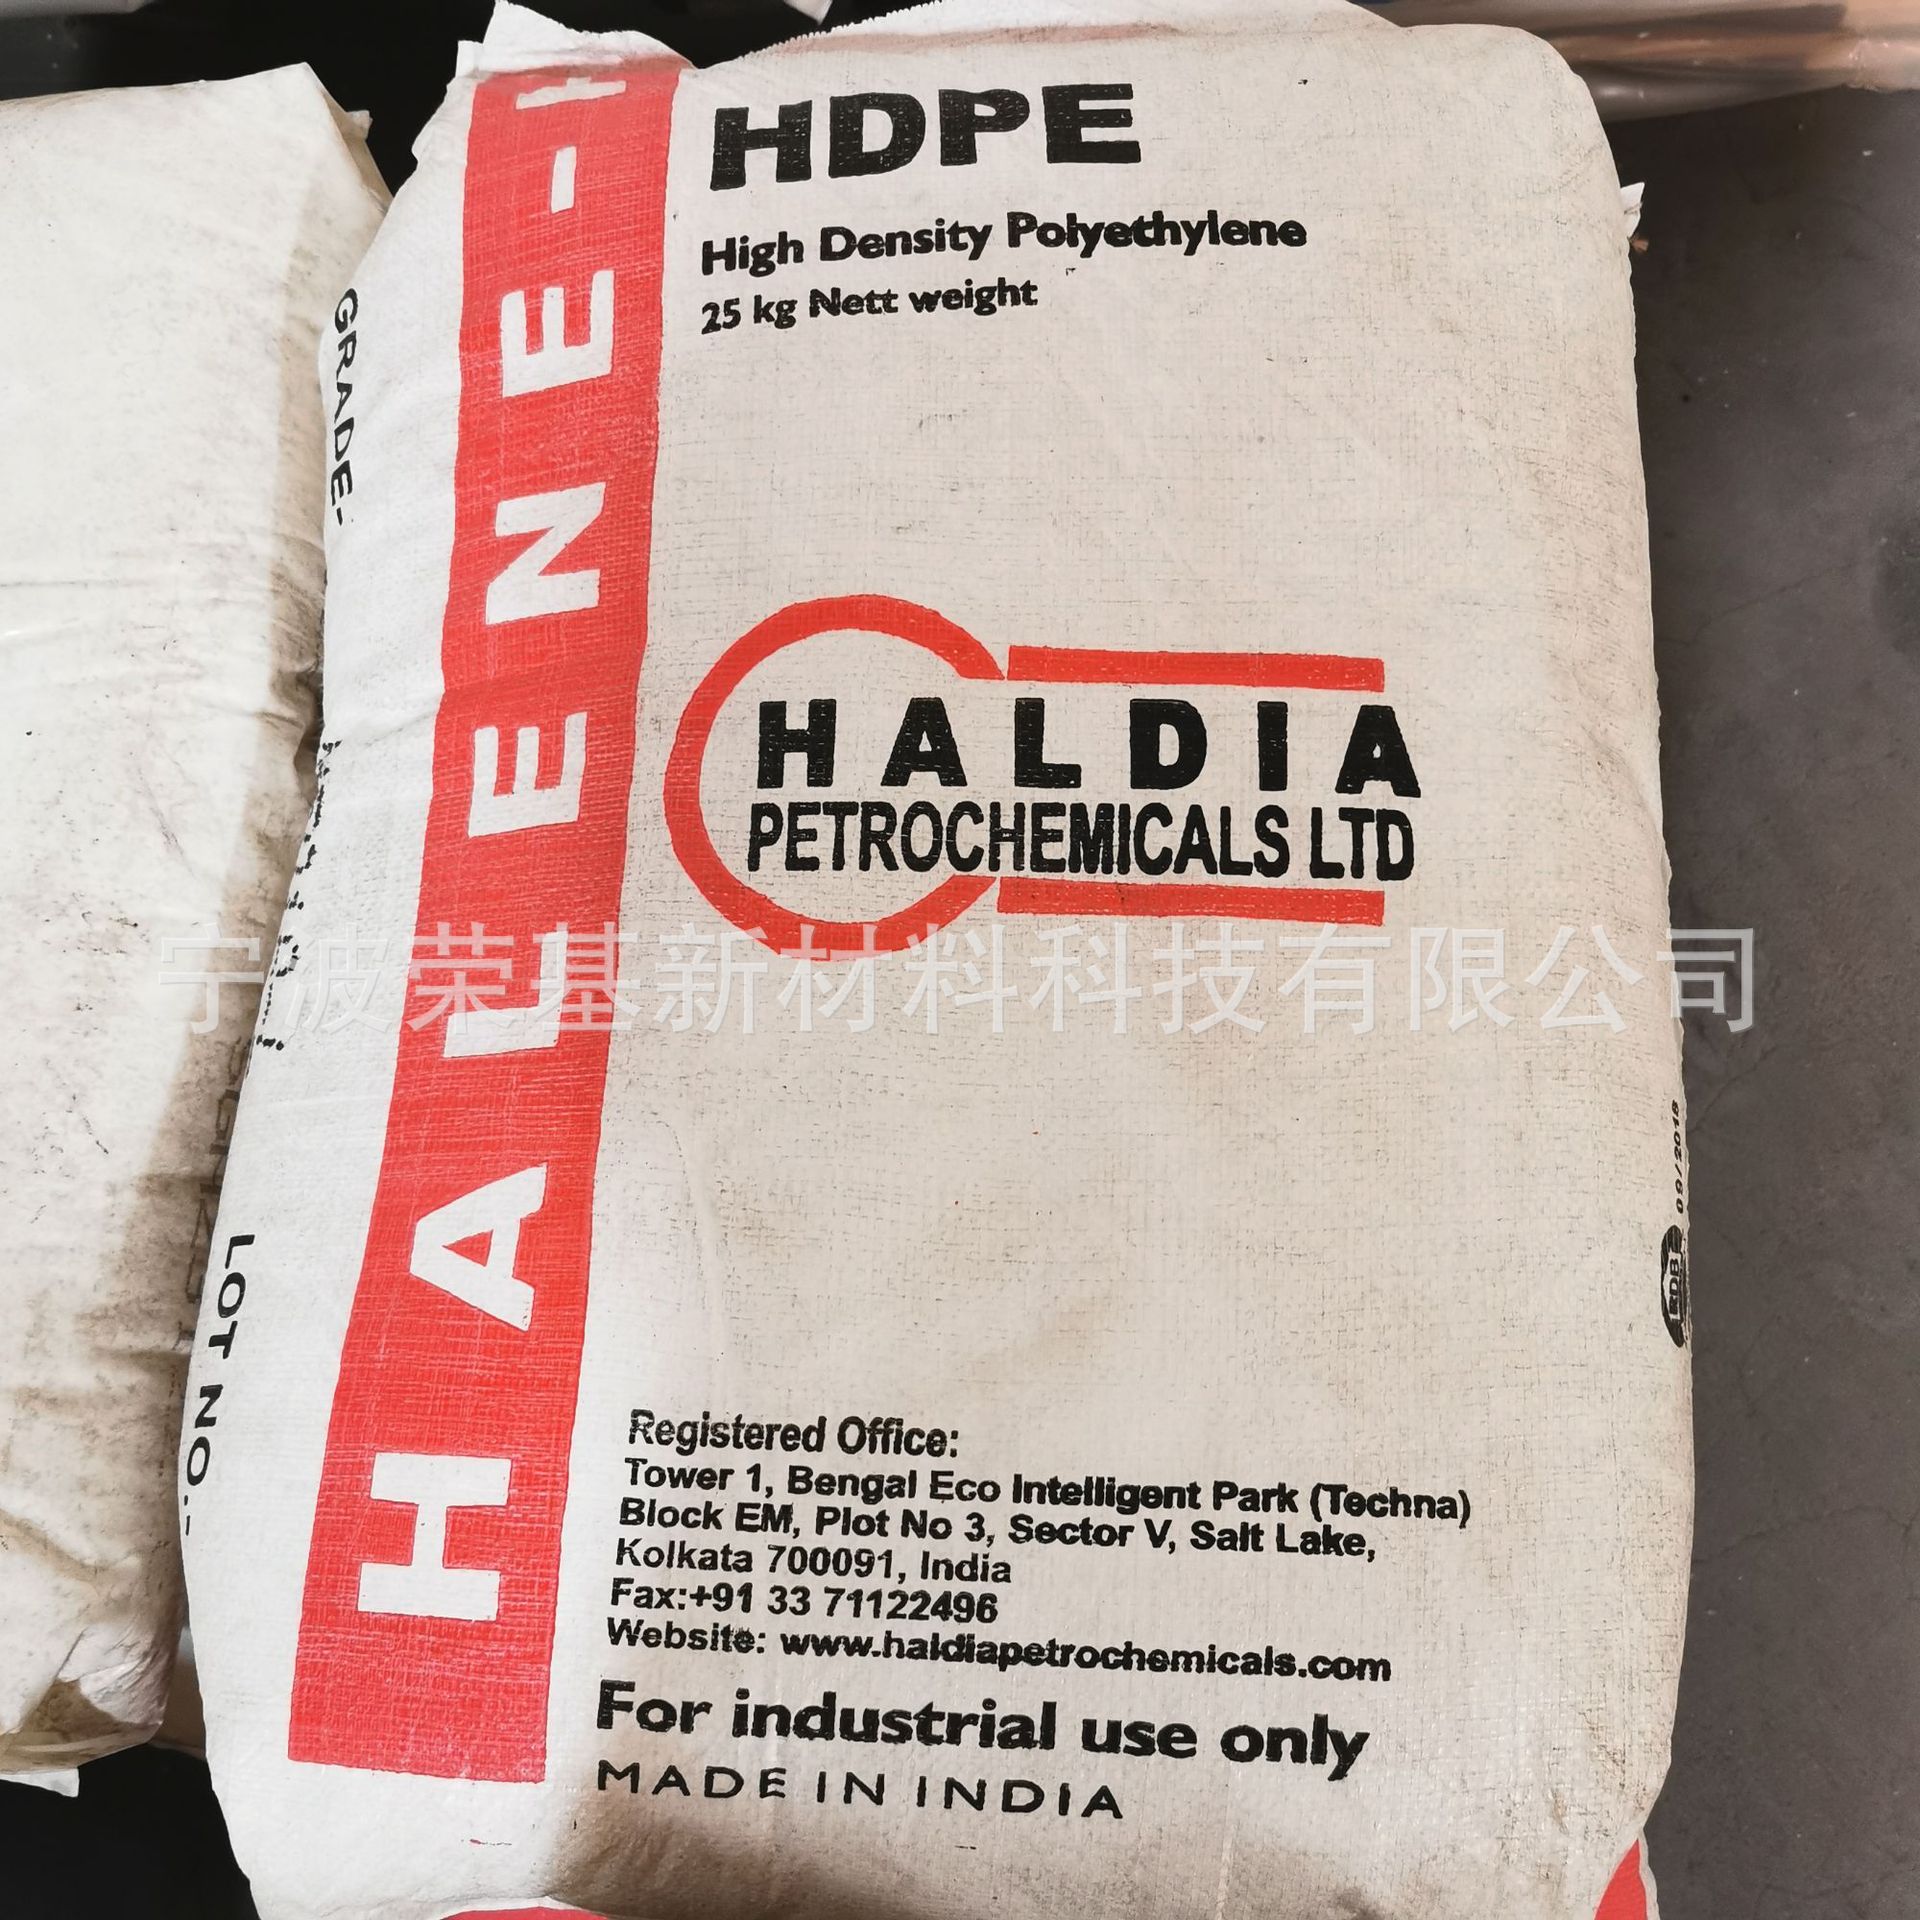 HDPE
High Density Polyethylene
25 kg Nett weight
HALENE-H
GRADE-
HALDIA
PETROCHEMICALS LTD
宁波荣基新材料科技有限公司
LOT NO.:-
09/2018
Registered Office:
Tower 1, Bengal Eco Intelligent Park (Techna)
Block EM, Plot No 3, Sector V, Salt Lake,
Kolkata 700091, India
Fax:+91 33 71122496
Website: www.haldiapetrochemicals.com
For industrial use only
MADE IN INDIA